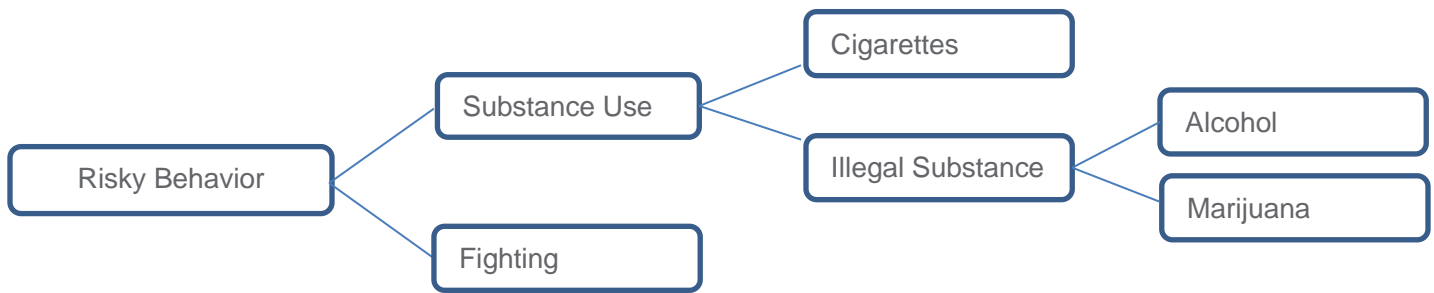 Risky Behavior
Substance Use
Fighting
Cigarettes
Illegal Substance
Alcohol
Marijuana